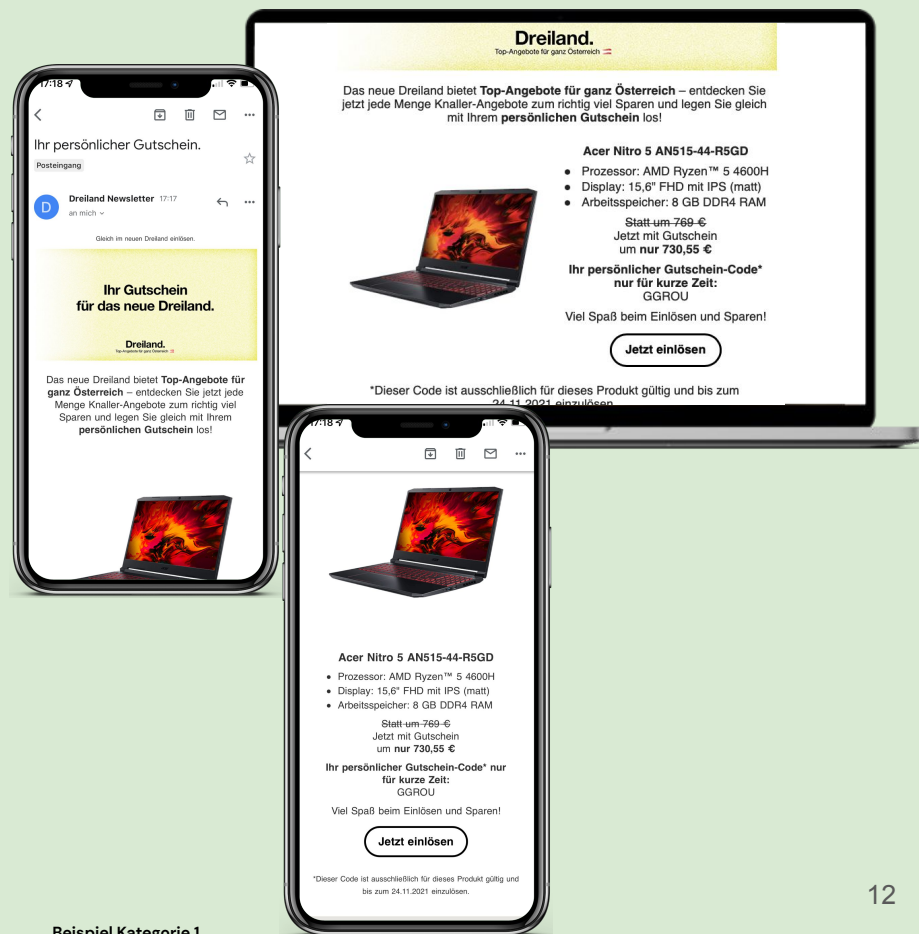 Dreiland.
Top-Angebote für ganz Österreich
Das neue Dreiland bietet Top-Angebote für ganz Österreich – entdecken Sie
jetzt jede Menge Knaller-Angebote zum richtig viel Sparen und legen Sie gleich
mit Ihrem persönlichen Gutschein los!
Acer Nitro 5 AN515-44-R5GD
• Prozessor: AMD Ryzen™ 5 4600H
• Display: 15,6" FHD mit IPS (matt)
• Arbeitsspeicher: 8 GB DDR4 RAM
Statt um 769 €
Jetzt mit Gutschein
um nur 730,55 €
Ihr persönlicher Gutschein-Code*
nur für kurze Zeit:
GGROU
Viel Spaß beim Einlösen und Sparen!
Jetzt einlösen
*Dieser Code ist ausschließlich für dieses Produkt gültig und bis zum
24.11.2021 einzulösen
17:18
Ihr persönlicher Gutschein.
Posteingang
D
Dreiland Newsletter 17:17
an mich
Gleich im neuen Dreiland einlösen.
Ihr Gutschein
für das neue Dreiland.
Dreiland.
Top-Angebote für ganz Österreich
Das neue Dreiland bietet Top-Angebote für
ganz Österreich – entdecken Sie jetzt jede
Menge Knaller-Angebote zum richtig viel
Sparen und legen Sie gleich mit Ihrem
persönlichen Gutschein los!
17:18
Acer Nitro 5 AN515-44-R5GD
• Prozessor: AMD Ryzen™ 5 4600H
• Display: 15,6" FHD mit IPS (matt)
• Arbeitsspeicher: 8 GB DDR4 RAM
Statt um 769 €
Jetzt mit Gutschein
um nur 730,55 €
Ihr persönlicher Gutschein-Code* nur
für kurze Zeit:
GGROU
Viel Spaß beim Einlösen und Sparen!
Jetzt einlösen
*Dieser Code ist ausschließlich für dieses Produkt gültig und
bis zum 24.11.2021 einzulösen.
12
Beispiel Kategorie 1